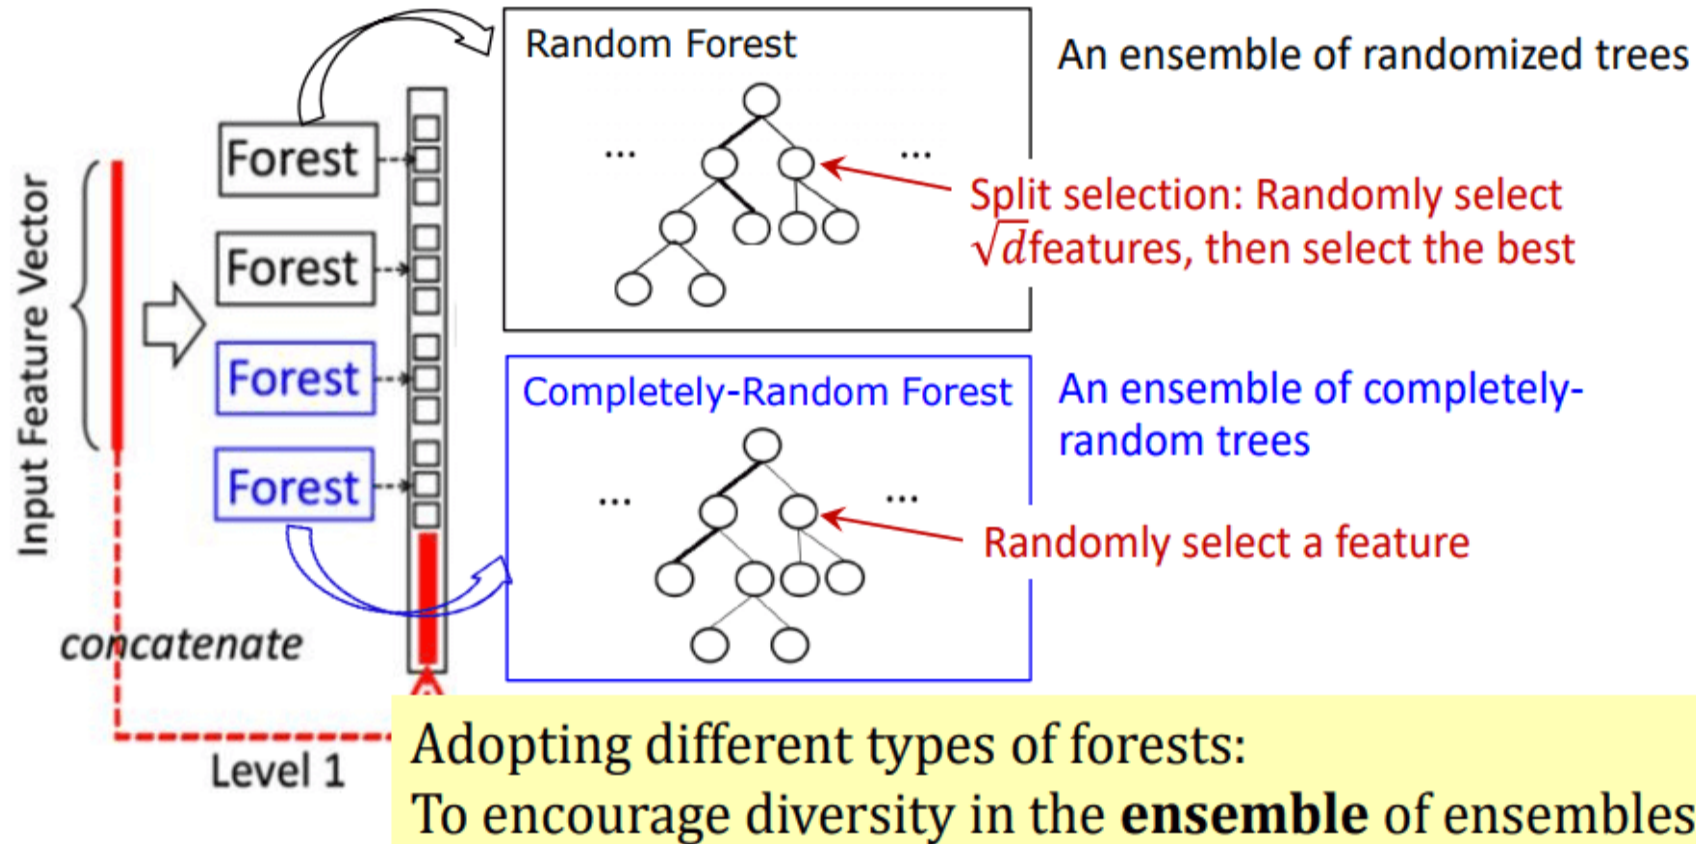 Random Forest
An ensemble of randomized trees
Forest
...
...
Split selection: Randomly select
√d features, then select the best
Input Feature Vector
Forest
Forest
Completely-Random Forest
An ensemble of completely-
random trees
Forest
...
...
Randomly select a feature
concatenate
Level 1
Adopting different types of forests:
To encourage diversity in the ensemble of ensembles